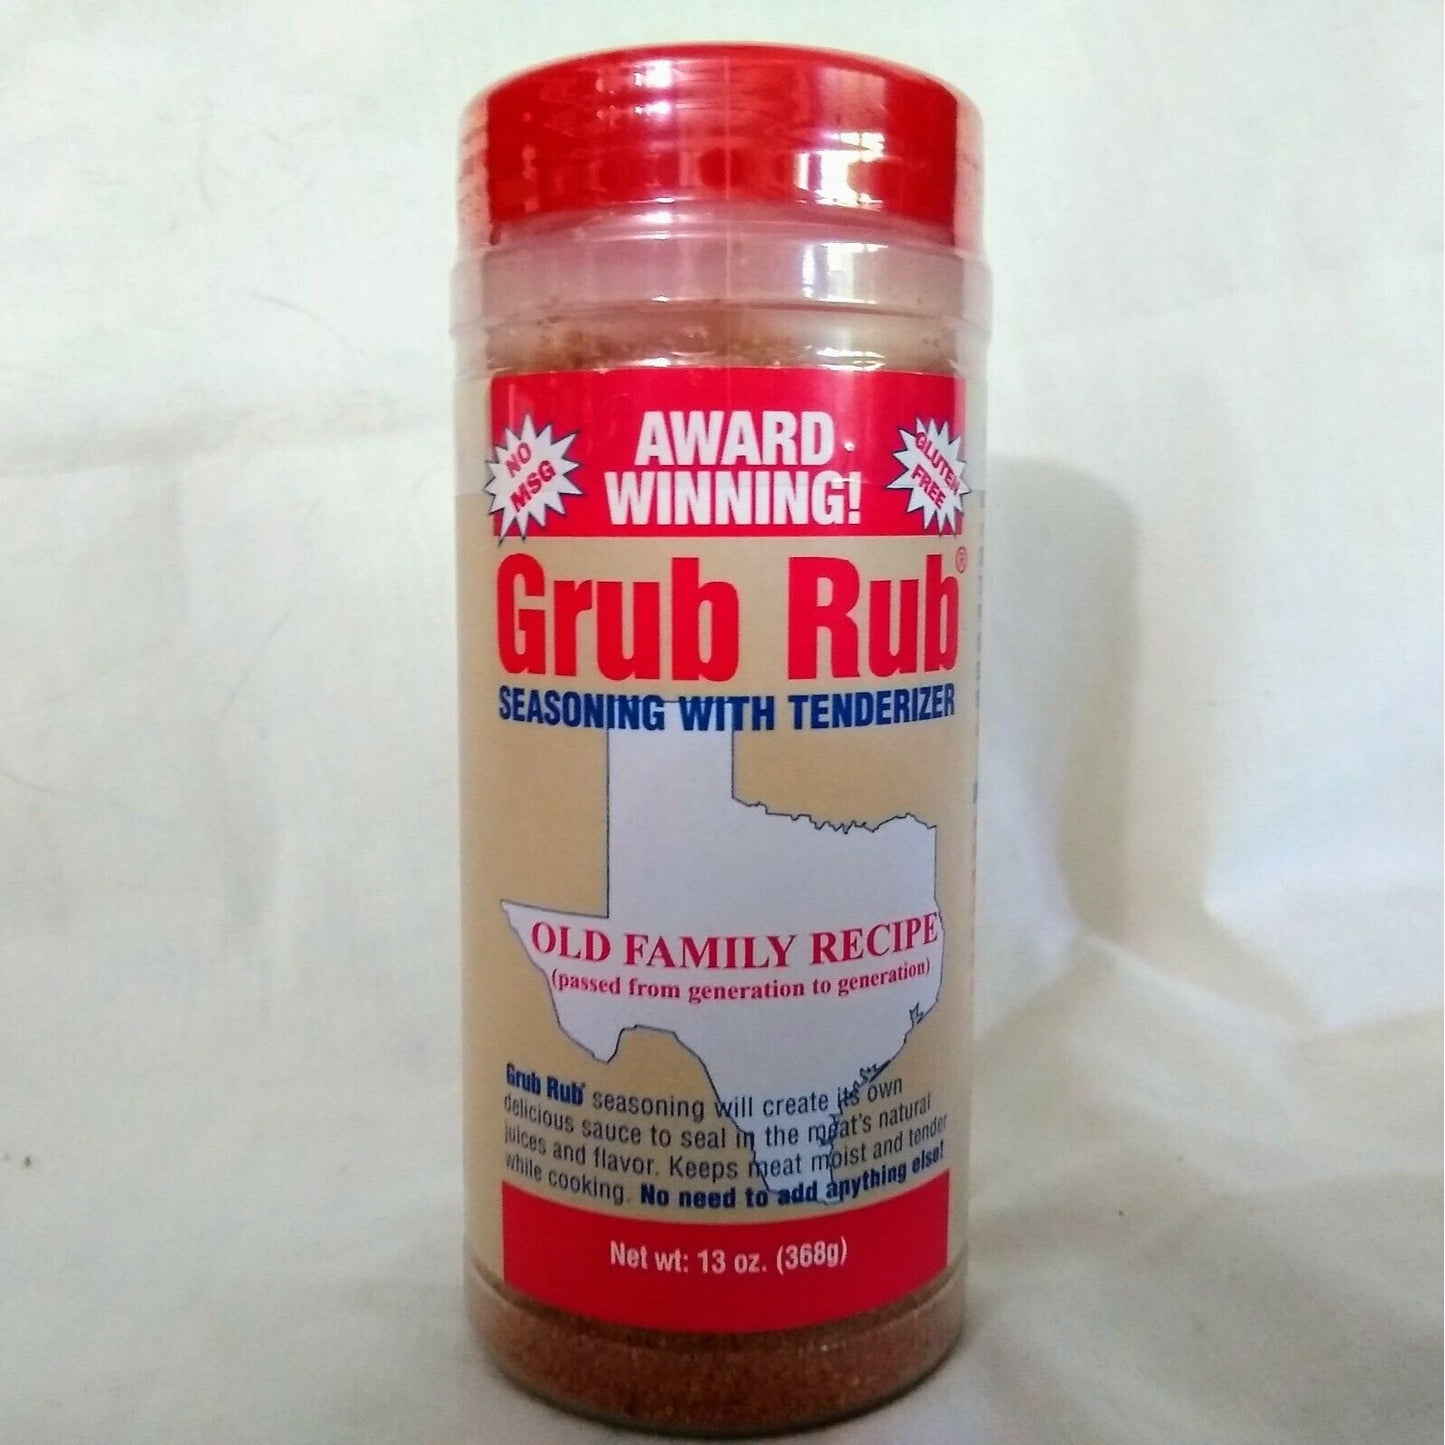 AWARD
WINNING!
NO
MSG
GLUTEN
FREE
Grub Rub®
SEASONING WITH TENDERIZER
OLD FAMILY RECIPE
(passed from generation to generation)
Grub Rub® seasoning will create its own
delicious sauce to seal in the meat's natural
juices and flavor. Keeps meat moist and tender
while cooking. No need to add anything else!
Net wt: 13 oz. (368g)